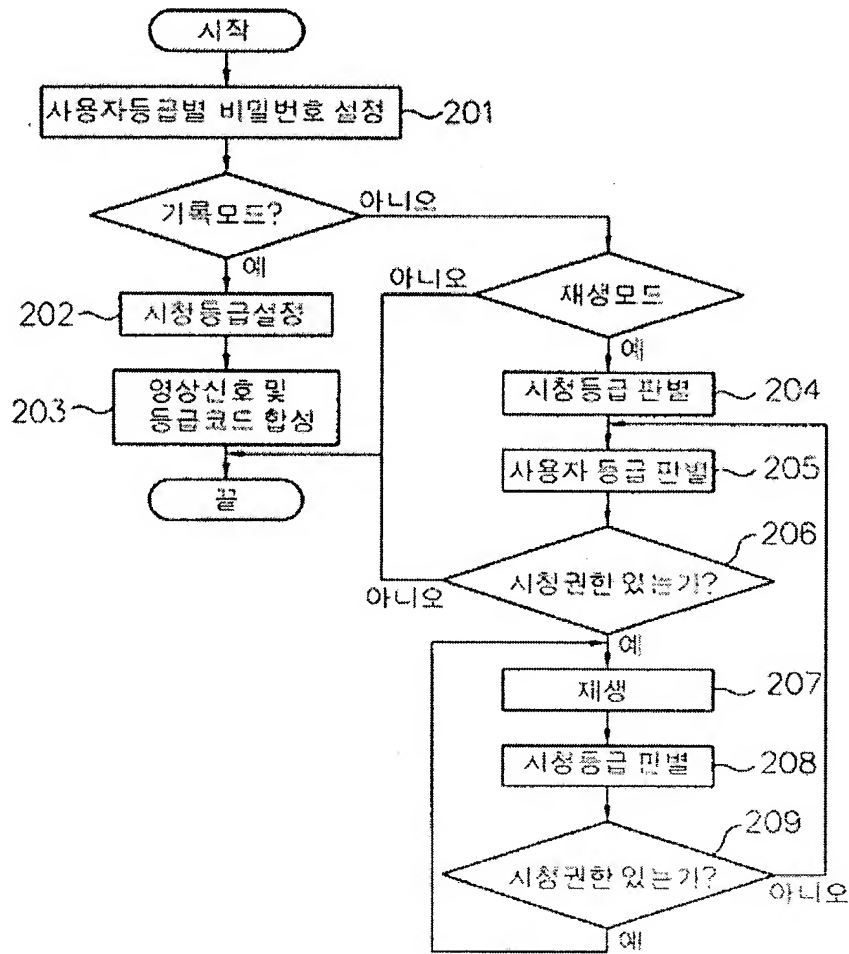 시작
사용자등급별 비밀번호 설정
201
기록모드?
아니오
예
202
시청등급설정
203
영상신호 및
등급코드 합성
끝
아니오
재생모드
예
시청등급 판별
204
사용자 등급 판별
205
206
시청권한 있는가?
아니오
예
재생
207
시청등급 판별
208
209
시청권한 있는가?
아니오
예